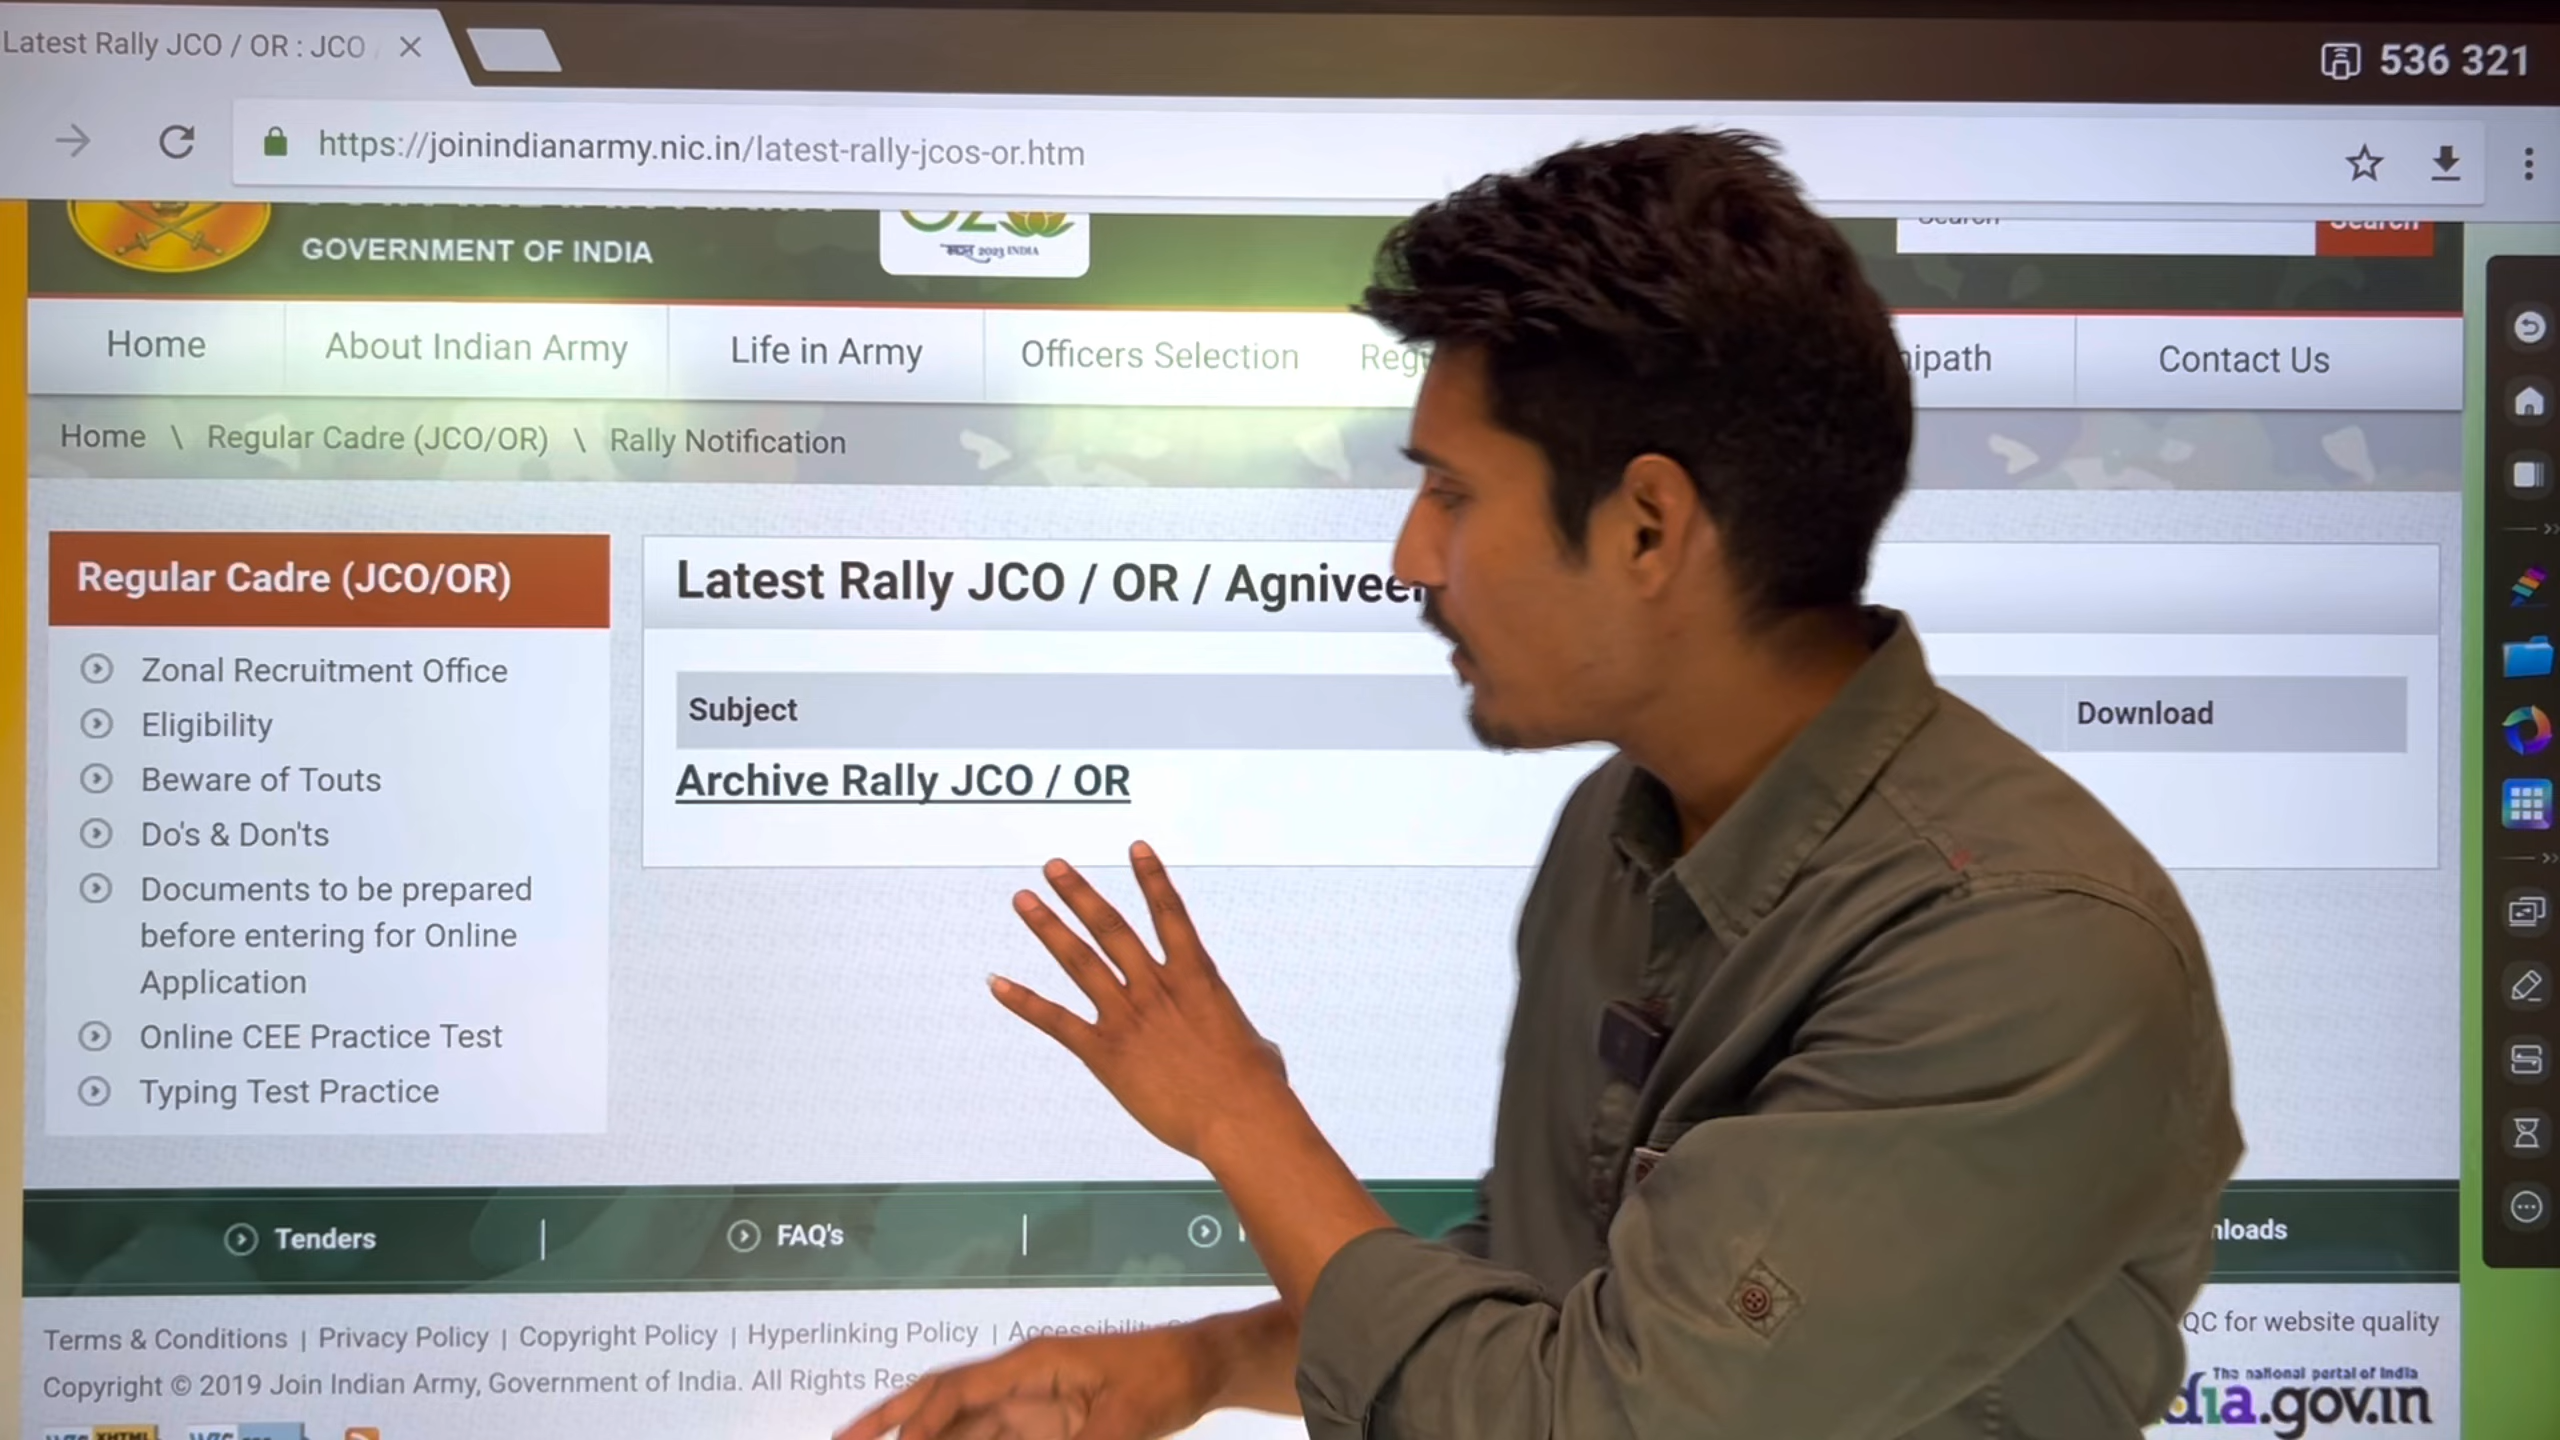 Latest Rally JCO / OR : JCO
536 321
https://joinindianarmy.nic.in/latest-rally-jcos-or.htm
GOVERNMENT OF INDIA
2023 INDIA
Search
Search
Home
About Indian Army
Life in Army
Officers Selection
Contact Us
Home \ Regular Cadre (JCO/OR) \ Rally Notification
Regular Cadre (JCO/OR)
Zonal Recruitment Office
Eligibility
Beware of Touts
Do's & Don'ts
Documents to be prepared
before entering for Online
Application
Online CEE Practice Test
Typing Test Practice
Latest Rally JCO / OR /
Subject
Download
Archive Rally JCO / OR
Tenders | FAQ's |
Terms & Conditions | Privacy Policy | Copyright Policy | Hyperlinking Policy |
Copyright © 2019 Join Indian Army, Government of India. All Rights
QC for website quality
The national portal of India
.gov.in